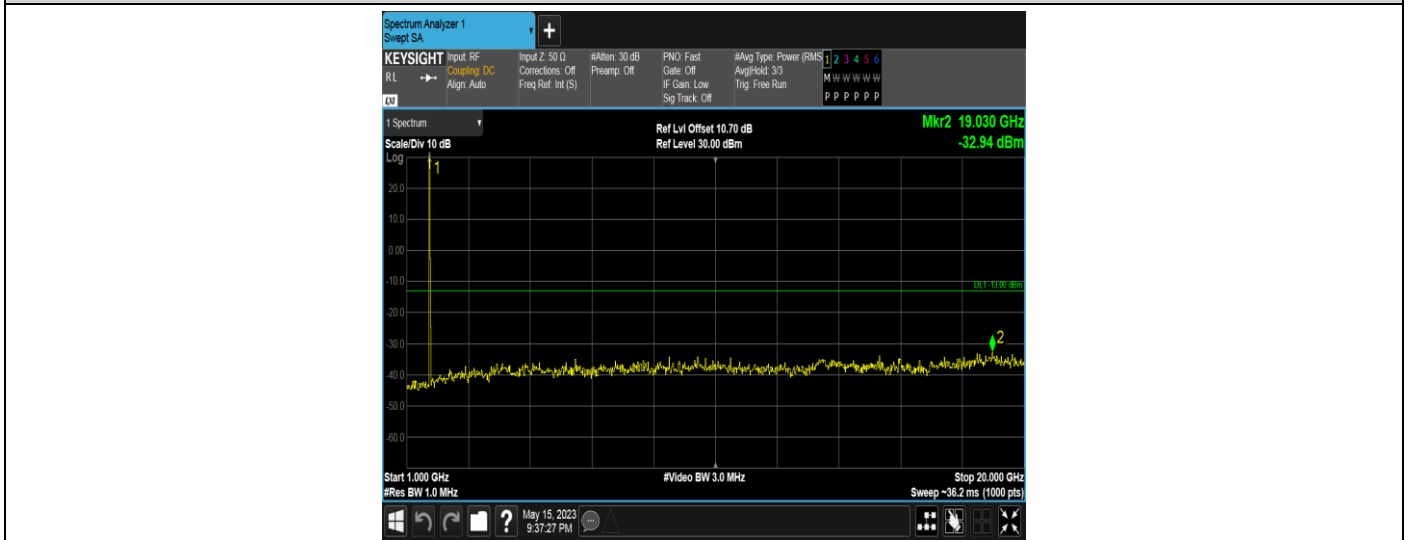 Spectrum Analyzer 1
Swept SA
+
KEYSIGHT Input: RF Input Z: 50 Ω #Atten: 30 dB PNO: Fast #Avg Type: Power (RMS 1 2 3 4 5 6
RL Coupling: DC Corrections: Off Preamp: Off Gate: Off Avg|Hold: 3/3 M W W W W W
Align: Auto Freq Ref: Int (S) IF Gain: Low Trig: Free Run
LXI Sig Track: Off P P P P P P
1 Spectrum
Ref Lvl Offset 10.70 dB Mkr2 19.030 GHz
Scale/Div 10 dB Ref Level 30.00 dBm -32.94 dBm
Log
1
20.0
10.0
0.00
-10.0
DL1 -13.00 dBm
-20.0
-30.0
2
-40.0
-50.0
-60.0
Start 1.000 GHz #Video BW 3.0 MHz Stop 20.000 GHz
#Res BW 1.0 MHz Sweep ~36.2 ms (1000 pts)
? May 15, 2023
9:37:27 PM